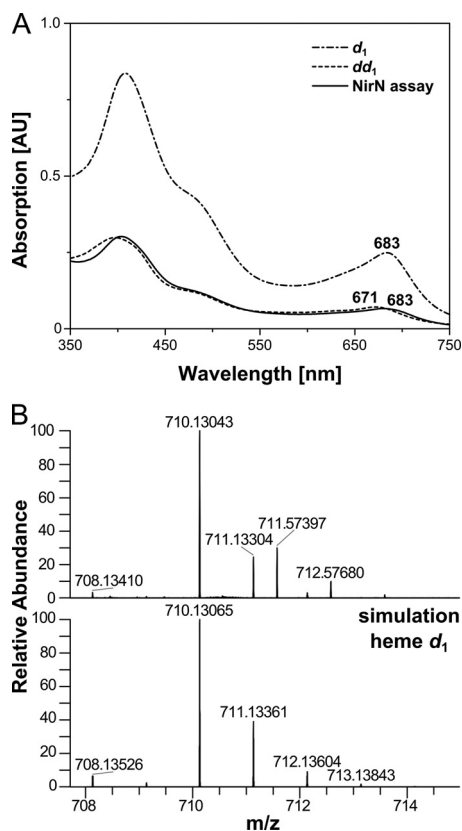 A
1.0
0.5
0
Absorption [AU]
d1
dd1
NirN assay
683
671 683
350 450 550 650 750
Wavelength [nm]
B
100
80
60
40
20
0
710.13043
711.57397
711.13304
712.57680
708.13410
Relative Abundance
simulation
heme d1
100
80
60
40
20
0
710.13065
711.13361
708.13526
712.13604
713.13843
708 710 712 714
m/z